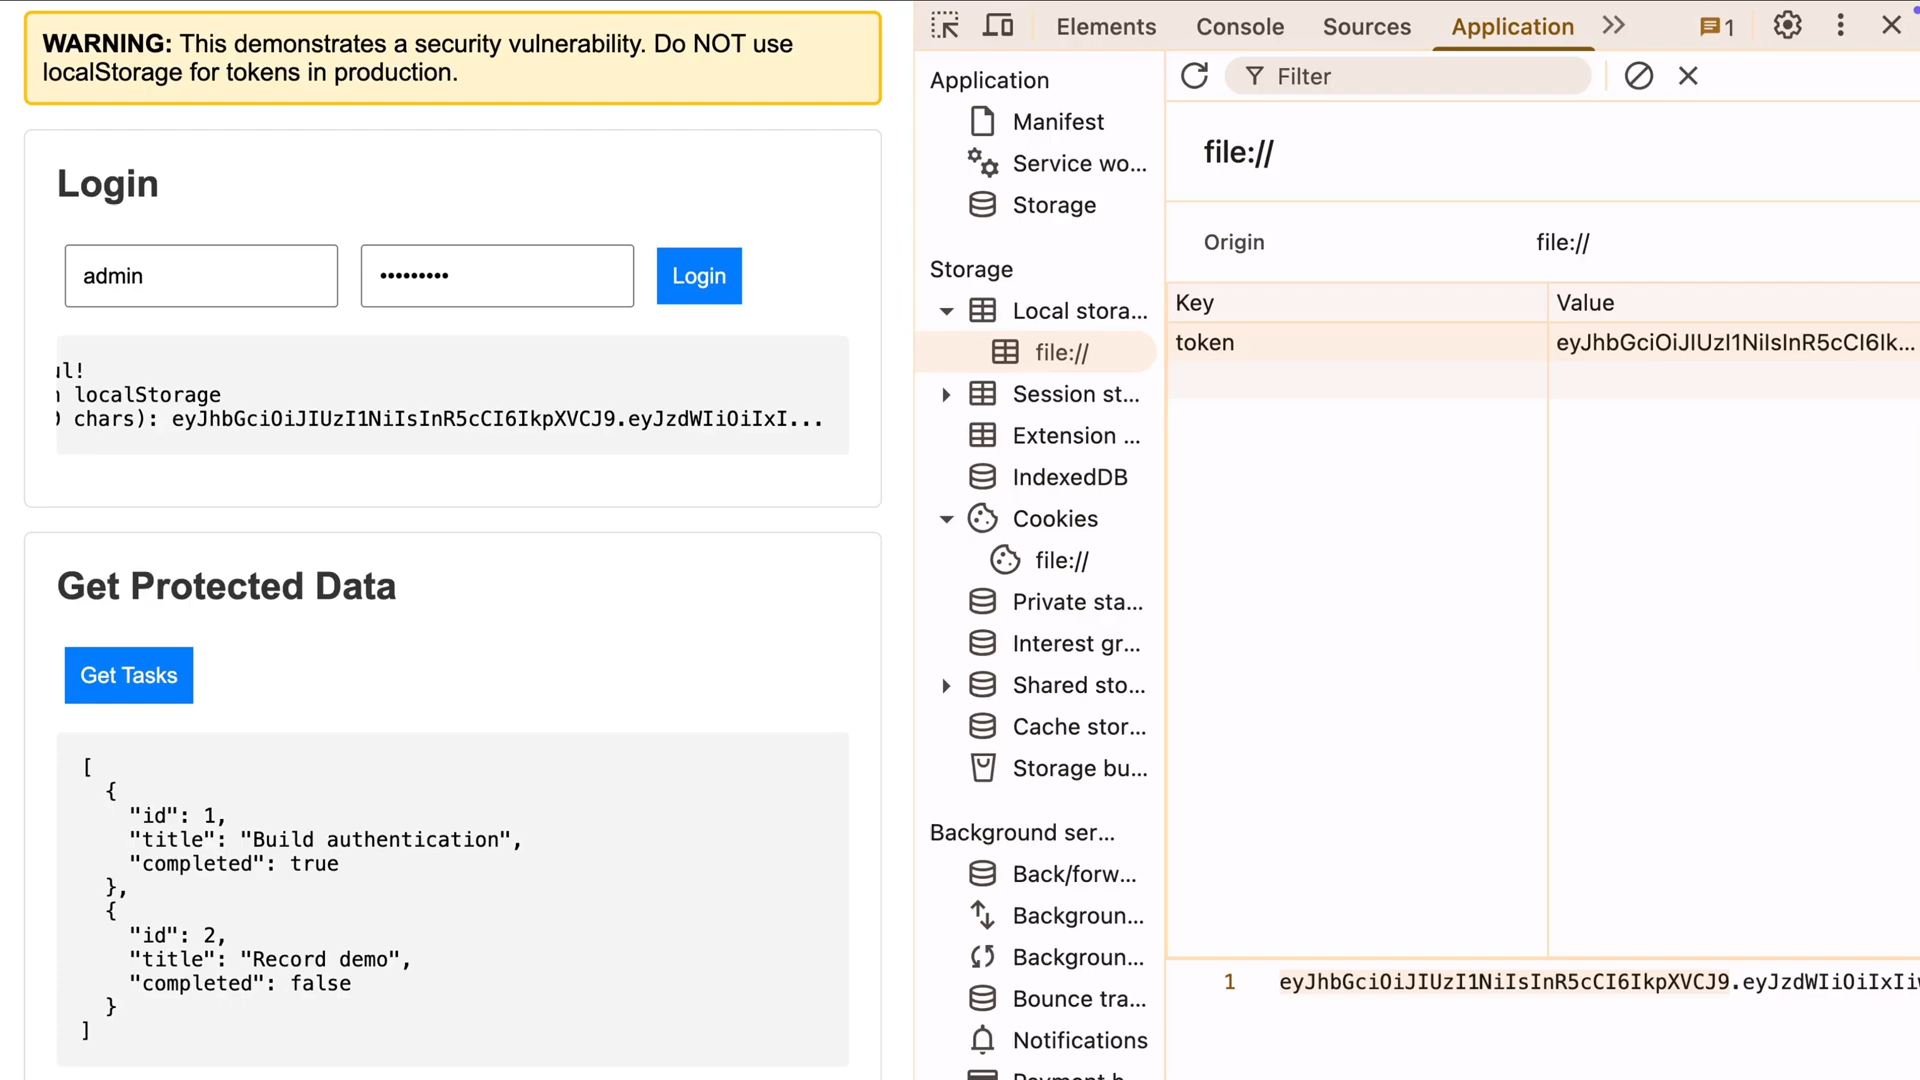 WARNING: This demonstrates a security vulnerability. Do NOT use
localStorage for tokens in production.
Login
admin
•••••••••
Login
ul!
localStorage
chars): eyJhbGciOiJIUzI1NiIsInR5cCI6IkpXVCJ9.eyJzdWIiOiIxI...
Get Protected Data
Get Tasks
[
{
"id": 1,
"title": "Build authentication",
"completed": true
},
{
"id": 2,
"title": "Record demo",
"completed": false
}
]
Elements Console Sources Application 1
Application
Manifest
Service wo...
Storage
Storage
Local stora...
file://
Session st...
Extension ...
IndexedDB
Cookies
file://
Private sta...
Interest gr...
Shared sto...
Cache stor...
Storage bu...
Background ser...
Back/forw...
Backgroun...
Backgroun...
Bounce tra...
Notifications
Filter
file://
Origin file://
Key Value
token eyJhbGciOiJIUzI1NiIsInR5cCI6Ik...
1 eyJhbGciOiJIUzI1NiIsInR5cCI6IkpXVCJ9.eyJzdWIiOiIxIi